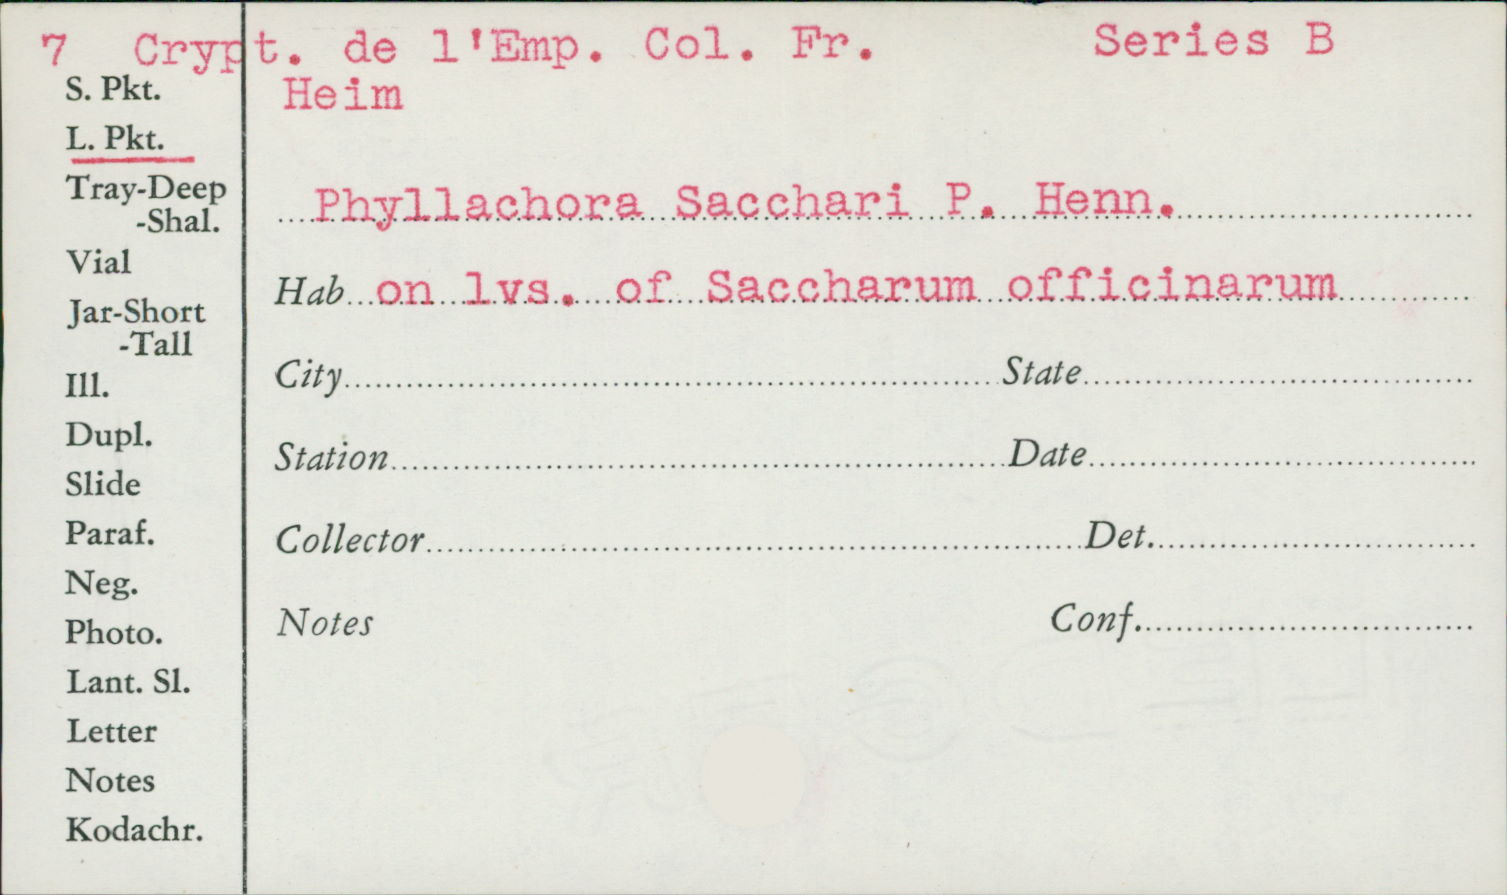 7 Crypt. de l'Emp. Col. Fr. Series B
Heim
S. Pkt.
L. Pkt.
Tray-Deep
-Shal.
Vial
Jar-Short
-Tall
Ill.
Dupl.
Slide
Paraf.
Neg.
Photo.
Lant. Sl.
Letter
Notes
Kodachr.
Phyllachora Sacchari P. Henn.
Hab on lvs. of Saccharum officinarum
City State
Station Date
Collector Det.
Notes Conf.